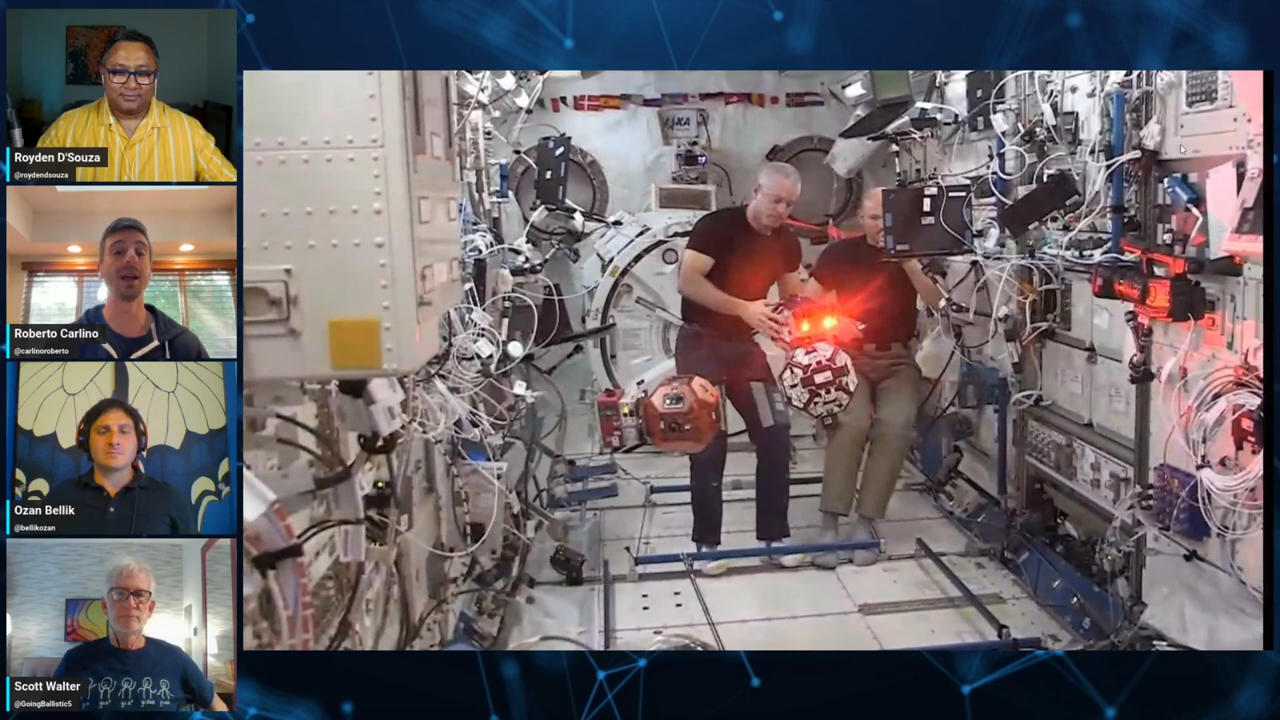 Royden D'Souza
@roydendsouza
Roberto Carlino
@carlinoroberto
Ozan Bellik
@bellikozan
Scott Walter
@GoingBallistic5